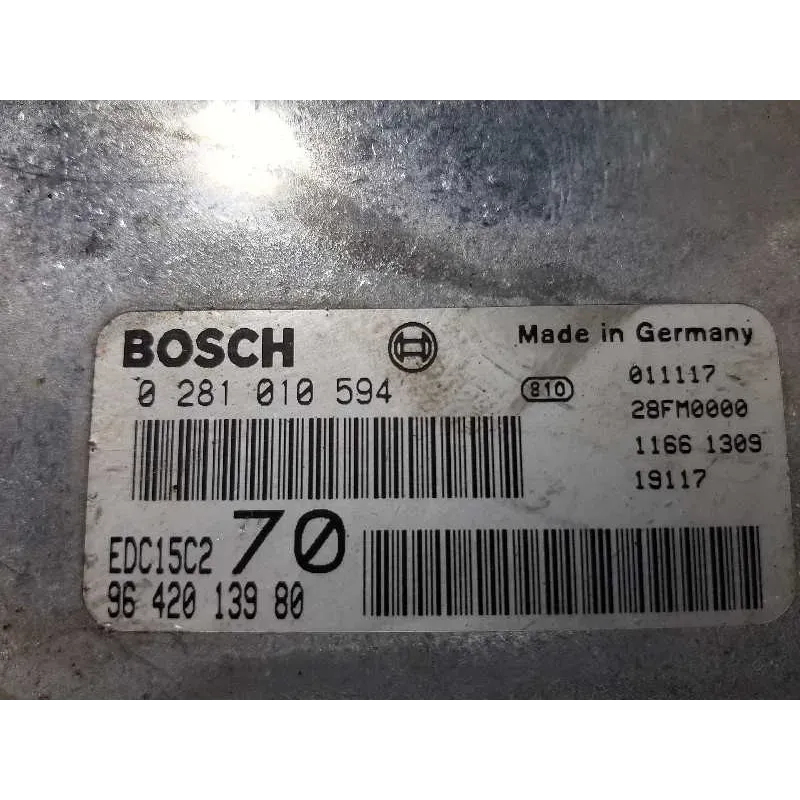 BOSCH Made in Germany
0 281 010 594 810 011117
28FM0000
1166 1309
19117
EDC15C2 70
96 420 139 80